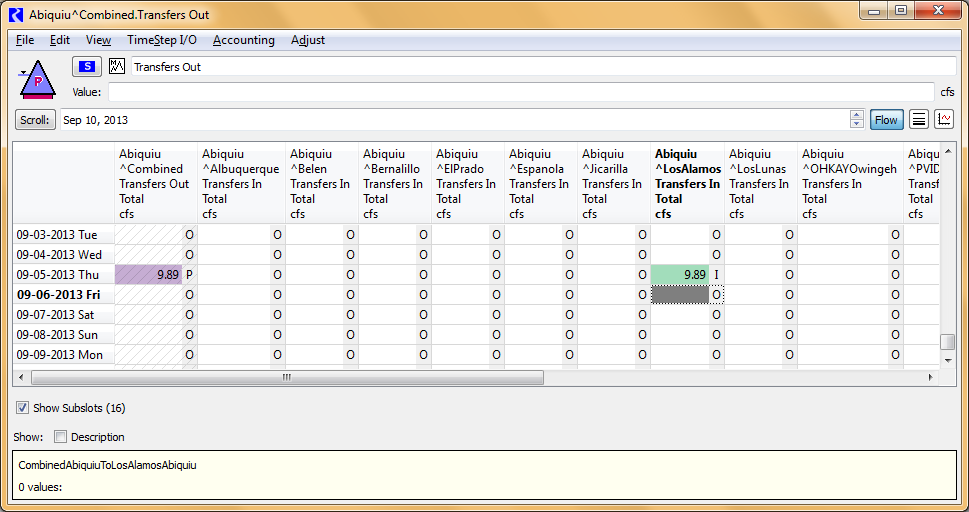 Abiquiu^Combined.Transfers Out
File Edit View TimeStep I/O Accounting Adjust
P
S Transfers Out
Value: cfs
Scroll: Sep 10, 2013 Flow
Abiquiu Abiquiu Abiquiu Abiquiu Abiquiu Abiquiu Abiquiu Abiquiu Abiquiu Abiquiu Abiquiu
^Combined ^Albuquerque ^Belen ^Bernalillo ^ElPrado ^Espanola ^Jicarilla ^LosAlamos ^LosLunas ^OHKAYOwingeh ^PVID
Transfers Out Transfers In Transfers In Transfers In Transfers In Transfers In Transfers In Transfers In Transfers In Transfers In Transfe
Total Total Total Total Total Total Total Total Total Total Total
cfs cfs cfs cfs cfs cfs cfs cfs cfs cfs cfs
09-03-2013 Tue O O O O O O O O O O
09-04-2013 Wed O O O O O O O O O O
09-05-2013 Thu 9.89 P O O O O O O 9.89 I O O
09-06-2013 Fri O O O O O O O O O O
09-07-2013 Sat O O O O O O O O O O
09-08-2013 Sun O O O O O O O O O O
09-09-2013 Mon O O O O O O O O O O
Show Subslots (16)
Show: Description
CombinedAbiquiuToLosAlamosAbiquiu
0 values: